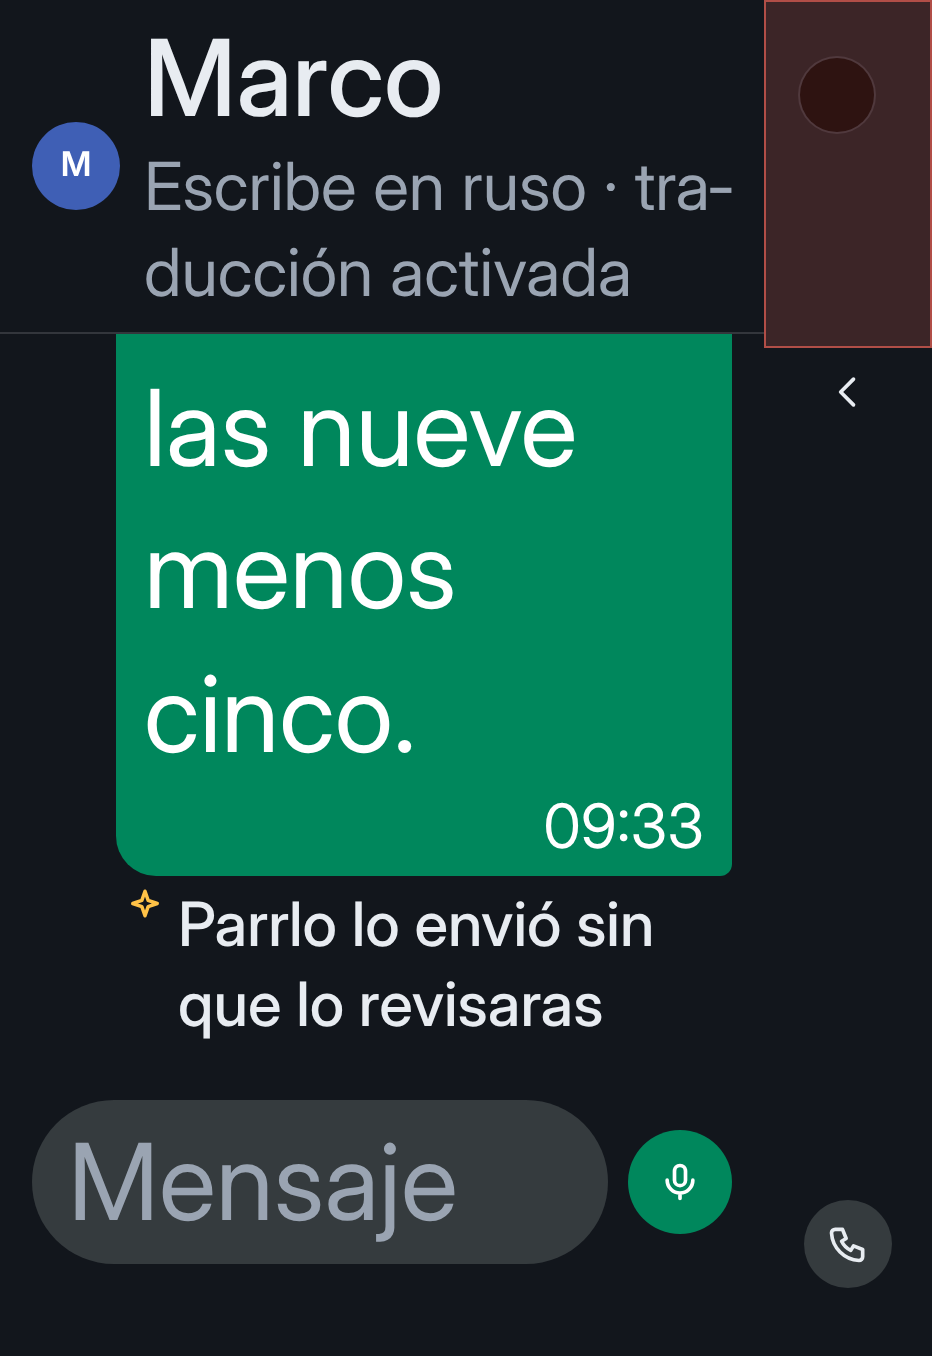 Marco
M
Escribe en ruso · tra-
ducción activada
las nueve
menos
cinco.
09:33
Parrlo lo envió sin
que lo revisaras
Mensaje